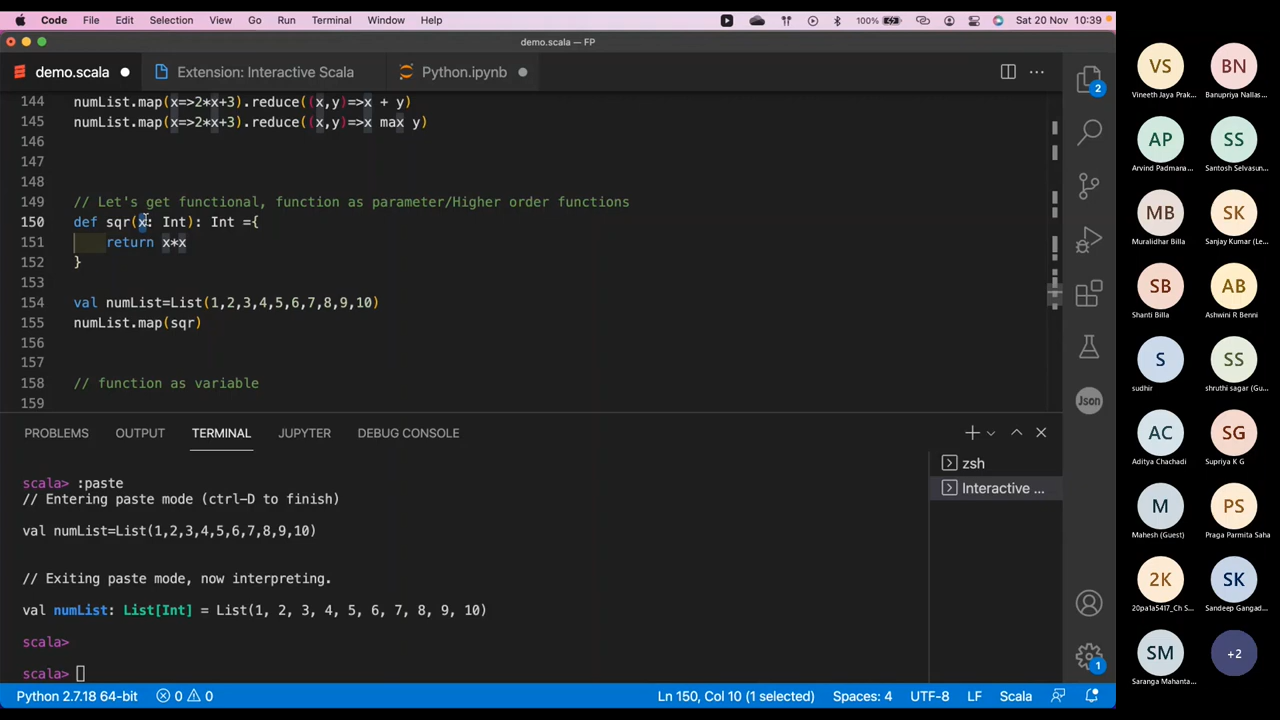 Code File Edit Selection View Go Run Terminal Window Help 100% Sat 20 Nov 10:39
demo.scala — FP
demo.scala Extension: Interactive Scala Python.ipynb
144 numList.map(x=>2*x+3).reduce((x,y)=>x + y)
145 numList.map(x=>2*x+3).reduce((x,y)=>x max y)
146
147
148
149 // Let's get functional, function as parameter/Higher order functions
150 def sqr(x: Int): Int ={
151 return x*x
152 }
153
154 val numList=List(1,2,3,4,5,6,7,8,9,10)
155 numList.map(sqr)
156
157
158 // function as variable
159
PROBLEMS OUTPUT TERMINAL JUPYTER DEBUG CONSOLE
zsh
Interactive ...
scala> :paste
// Entering paste mode (ctrl-D to finish)
val numList=List(1,2,3,4,5,6,7,8,9,10)
// Exiting paste mode, now interpreting.
val numList: List[Int] = List(1, 2, 3, 4, 5, 6, 7, 8, 9, 10)
scala>
scala>
2
Json
1
Python 2.7.18 64-bit 0 0 Ln 150, Col 10 (1 selected) Spaces: 4 UTF-8 LF Scala
VS BN
Vineeth Jaya Prak... Banupriya Nallas...
AP SS
Arvind Padmana... Santosh Selvasun...
MB SK
Muralidhar Billa Sanjay Kumar (Le...
SB AB
Shanti Billa Ashwini R Benni
S SS
sudhir shruthi sagar (Gu...
AC SG
Aditya Chachadi Supriya K G
M PS
Mahesh (Guest) Praga Parmita Saha
2K SK
20pa1a5417_Ch S... Sandeep Gangad...
SM +2
Saranga Mahanta...